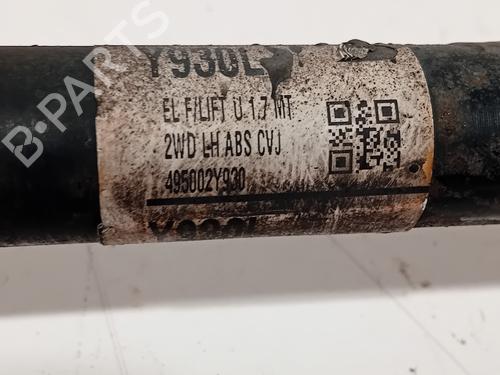 Y930L
EL F/LIFT U 1.7 MT
2WD LH ABS CVJ
495002Y930
B-PARTS